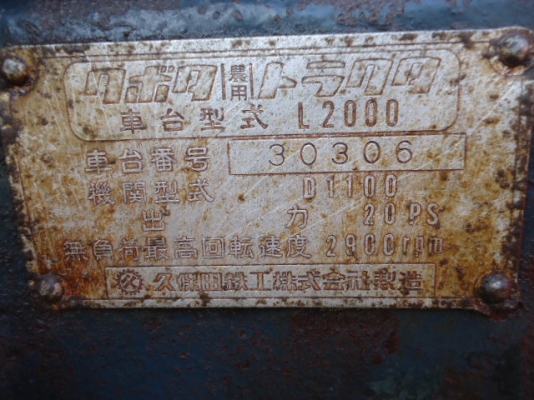 クボタ農用トラクタ
車台型式 L2000
車台番号 30306
機関型式 D1100
出力 20PS
無負荷最高回転速度 2900rpm
久保田鉄工株式会社製造